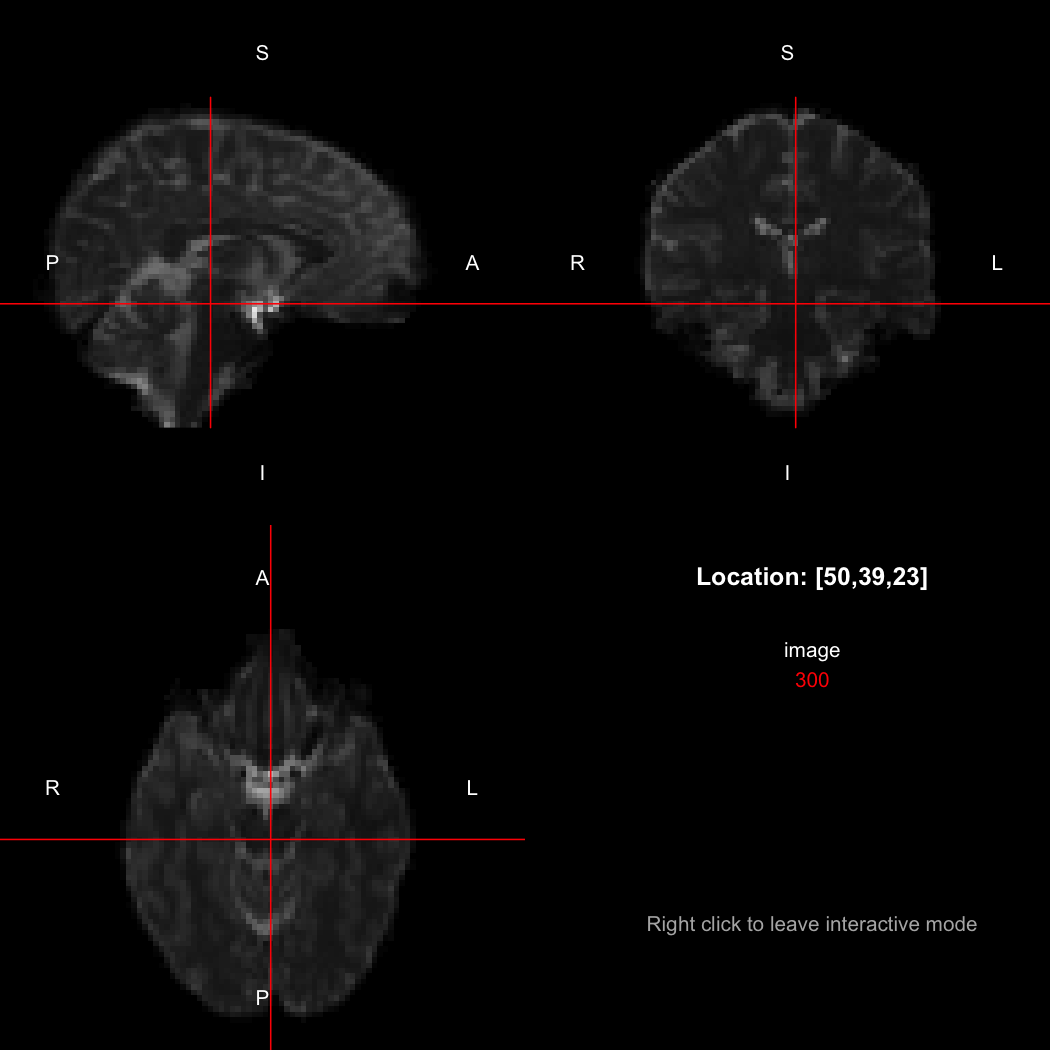 S
S
P
A
R
L
I
I
A
Location: [50,39,23]
image
300
R
L
Right click to leave interactive mode
P